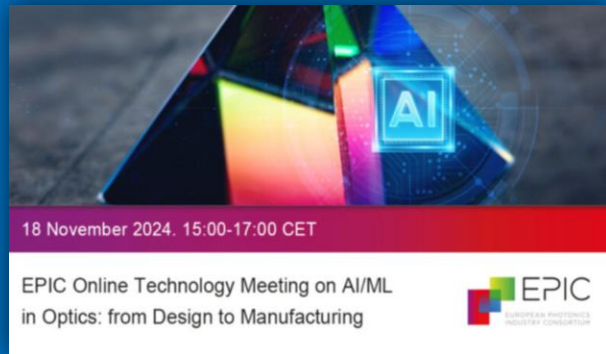 AI
18 November 2024. 15:00-17:00 CET
EPIC Online Technology Meeting on AI/ML
in Optics: from Design to Manufacturing
EPIC
EUROPEAN PHOTONICS
INDUSTRY CONSORTIUM